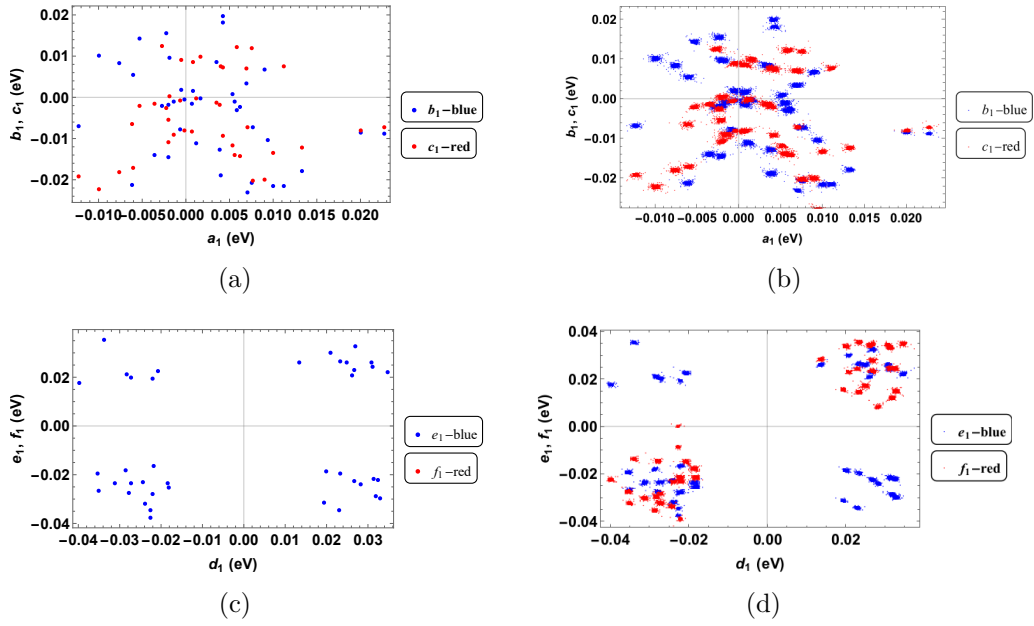 0.02
0.01
0.00
−0.01
−0.02
b₁, c₁ (eV)
−0.010 −0.005 0.000 0.005 0.010 0.015 0.020
a₁ (eV)
b₁−blue
c₁−red
(a)
0.02
0.01
0.00
−0.01
−0.02
b₁, c₁ (eV)
−0.010 −0.005 0.000 0.005 0.010 0.015 0.020
a₁ (eV)
b₁−blue
c₁−red
(b)
0.04
0.02
0.00
−0.02
−0.04
e₁, f₁ (eV)
−0.04 −0.03 −0.02 −0.01 0.00 0.01 0.02 0.03
d₁ (eV)
e₁−blue
f₁−red
(c)
0.04
0.02
0.00
−0.02
−0.04
e₁, f₁ (eV)
−0.04 −0.02 0.00 0.02
d₁ (eV)
e₁−blue
f₁−red
(d)